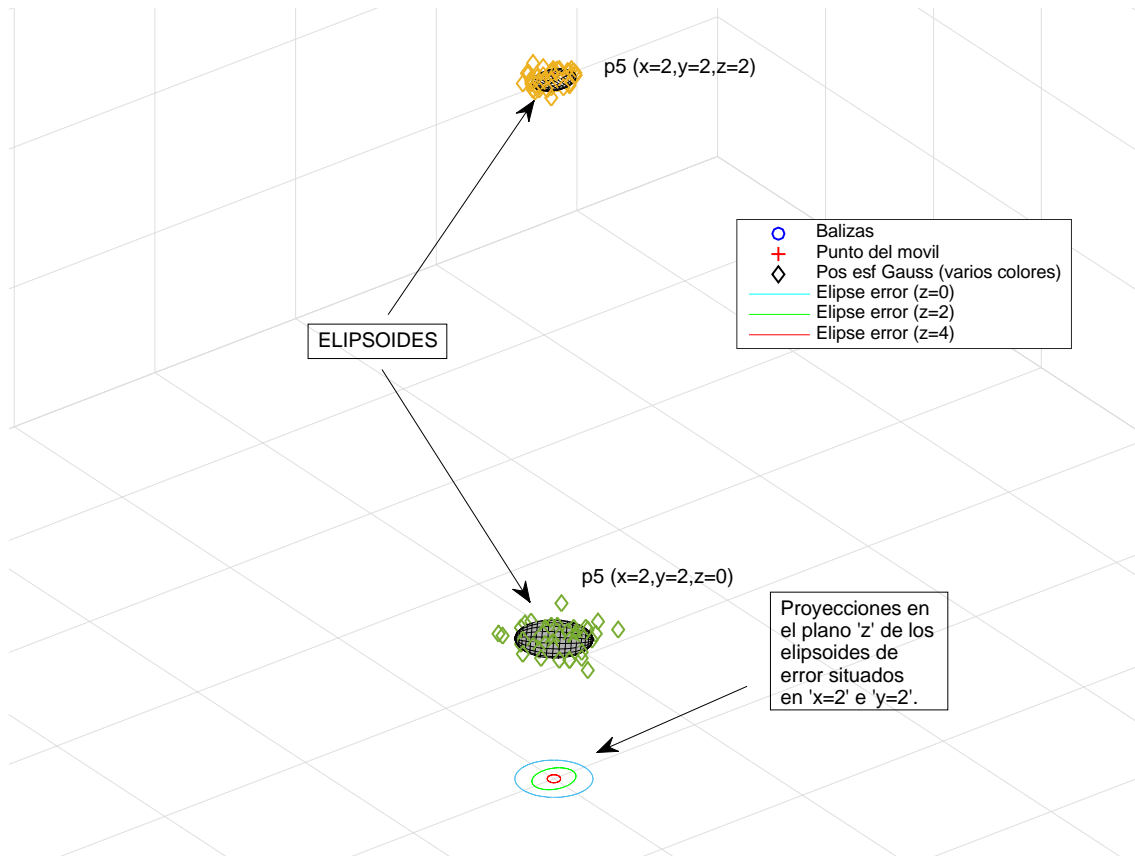 p5 (x=2,y=2,z=2)
Balizas
Punto del movil
Pos esf Gauss (varios colores)
Elipse error (z=0)
Elipse error (z=2)
Elipse error (z=4)
ELIPSOIDES
p5 (x=2,y=2,z=0)
Proyecciones en
el plano 'z' de los
elipsoides de
error situados
en 'x=2' e 'y=2'.